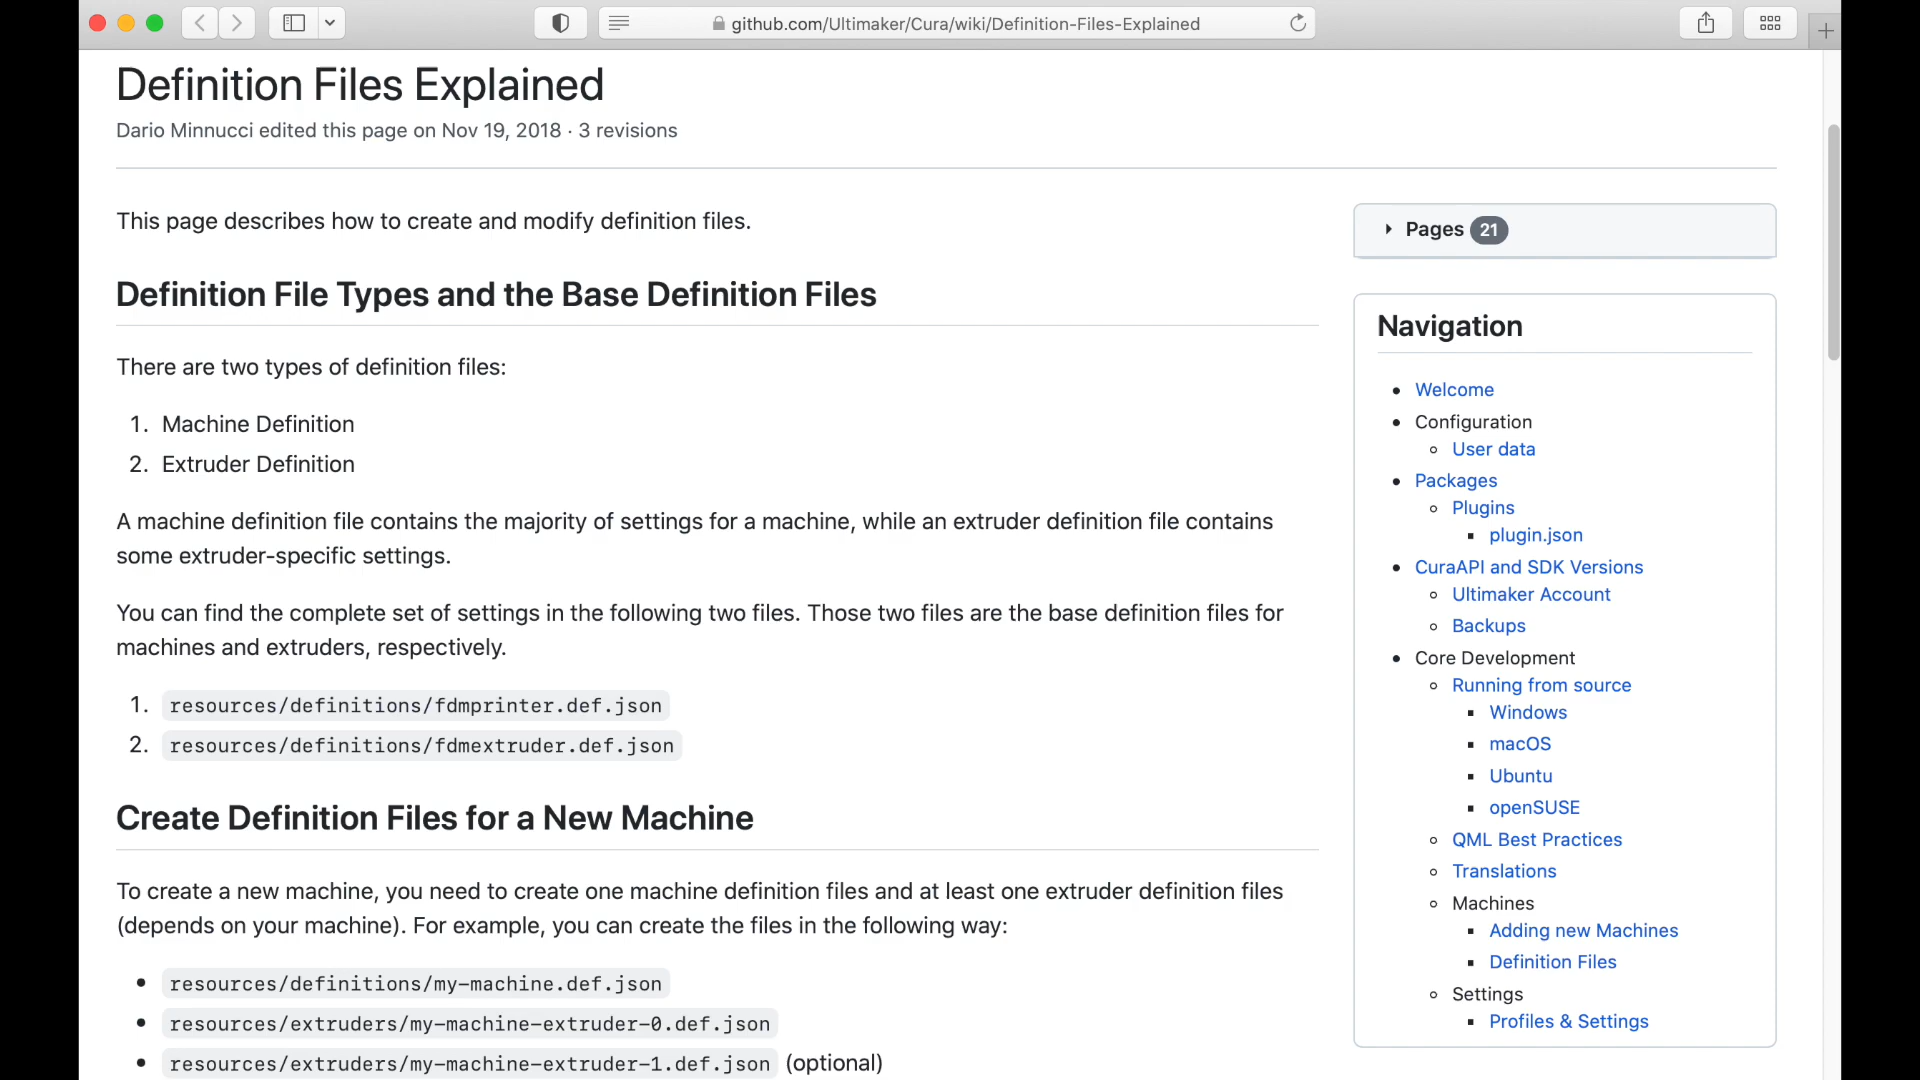 github.com/Ultimaker/Cura/wiki/Definition-Files-Explained
Definition Files Explained
Dario Minnucci edited this page on Nov 19, 2018 · 3 revisions
This page describes how to create and modify definition files.
Definition File Types and the Base Definition Files
There are two types of definition files:
1. Machine Definition
2. Extruder Definition
A machine definition file contains the majority of settings for a machine, while an extruder definition file contains
some extruder-specific settings.
You can find the complete set of settings in the following two files. Those two files are the base definition files for
machines and extruders, respectively.
1. resources/definitions/fdmprinter.def.json
2. resources/definitions/fdmextruder.def.json
Create Definition Files for a New Machine
To create a new machine, you need to create one machine definition files and at least one extruder definition files
(depends on your machine). For example, you can create the files in the following way:
resources/definitions/my-machine.def.json
resources/extruders/my-machine-extruder-0.def.json
resources/extruders/my-machine-extruder-1.def.json (optional)
Pages 21
Navigation
Welcome
Configuration
User data
Packages
Plugins
plugin.json
CuraAPI and SDK Versions
Ultimaker Account
Backups
Core Development
Running from source
Windows
macOS
Ubuntu
openSUSE
QML Best Practices
Translations
Machines
Adding new Machines
Definition Files
Settings
Profiles & Settings